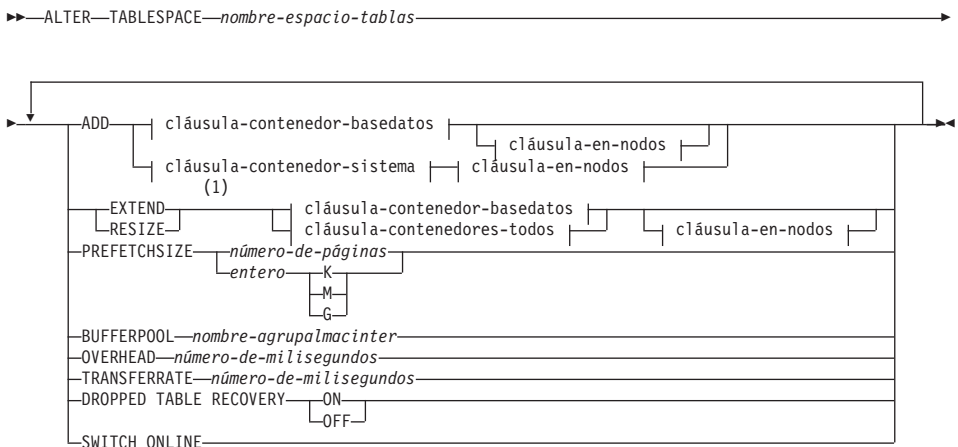 ALTER TABLESPACE nombre-espacio-tablas
ADD cláusula-contenedor-basedatos
cláusula-en-nodos
cláusula-contenedor-sistema cláusula-en-nodos
(1)
EXTEND cláusula-contenedor-basedatos
RESIZE cláusula-contenedores-todos cláusula-en-nodos
PREFETCHSIZE número-de-páginas
entero K
M
G
BUFFERPOOL nombre-agrupalmacinter
OVERHEAD número-de-milisegundos
TRANSFERRATE número-de-milisegundos
DROPPED TABLE RECOVERY ON
OFF
SWITCH ONLINE